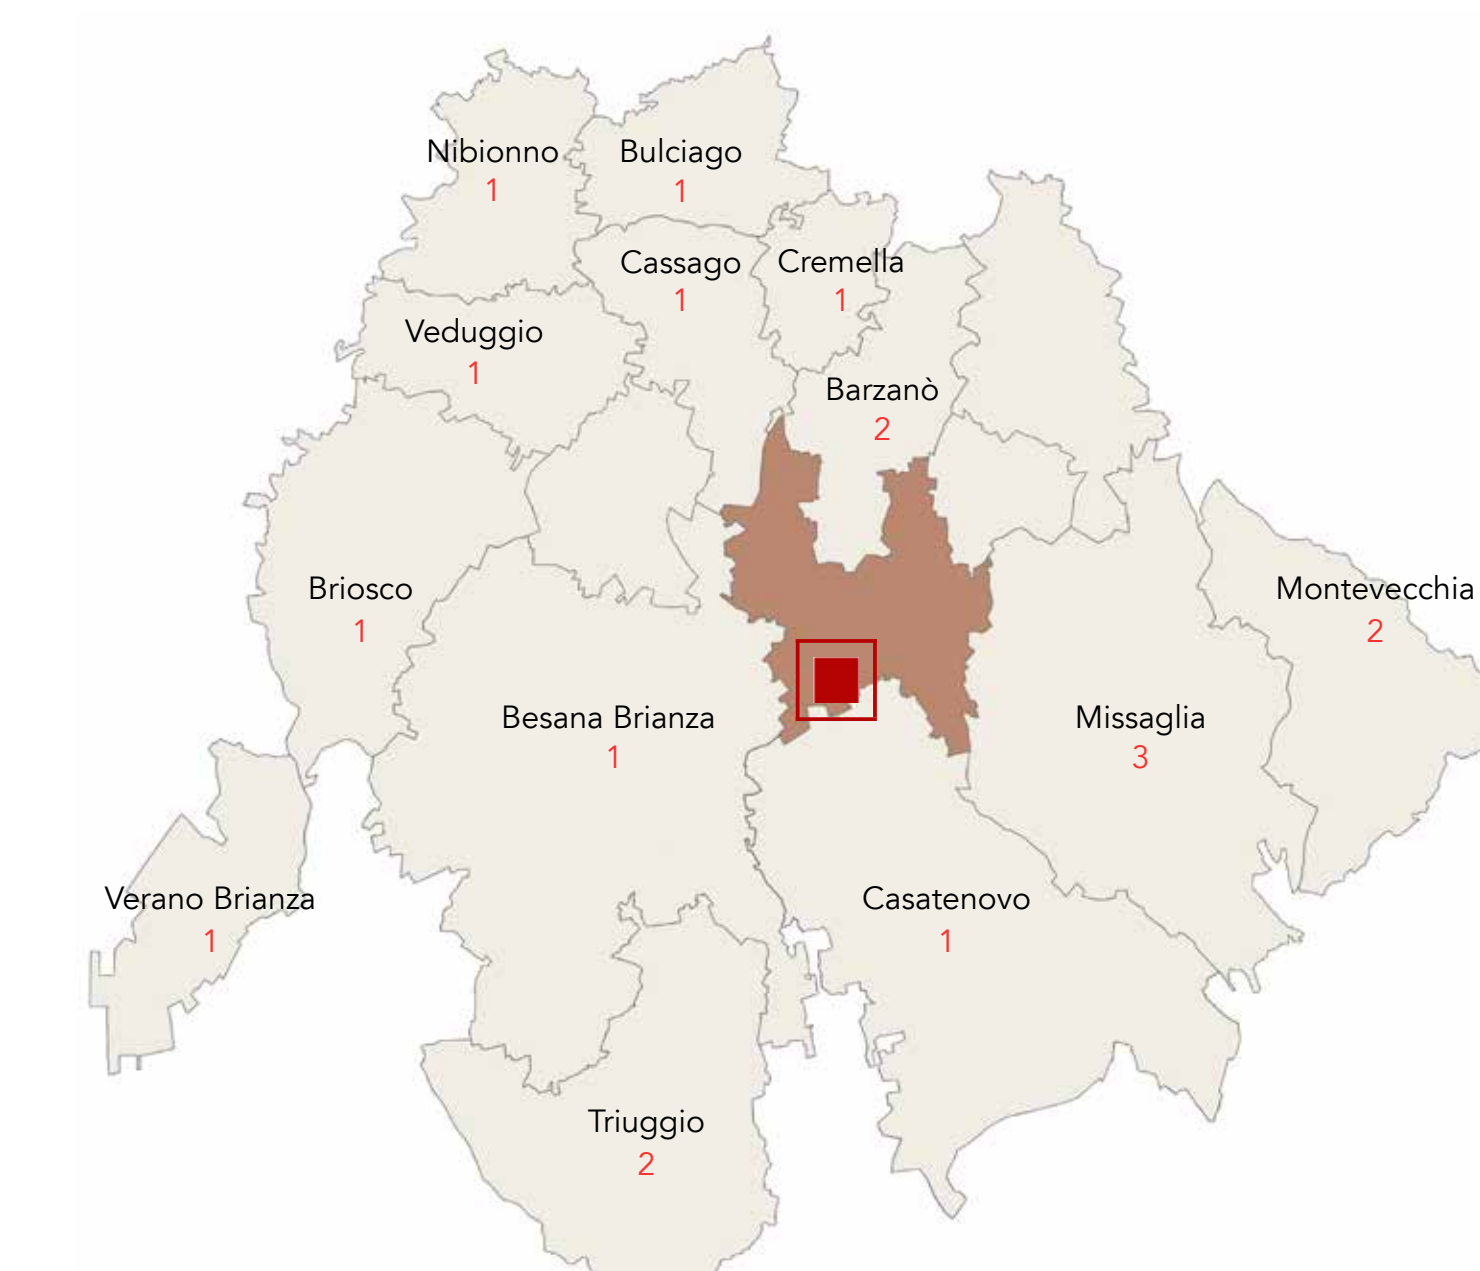 Nibionno
1
Bulciago
1
Cassago
1
Cremella
1
Veduggio
1
Barzanò
2
Briosco
1
Montevecchia
2
Besana Brianza
1
Missaglia
3
Verano Brianza
1
Casatenovo
1
Triuggio
2